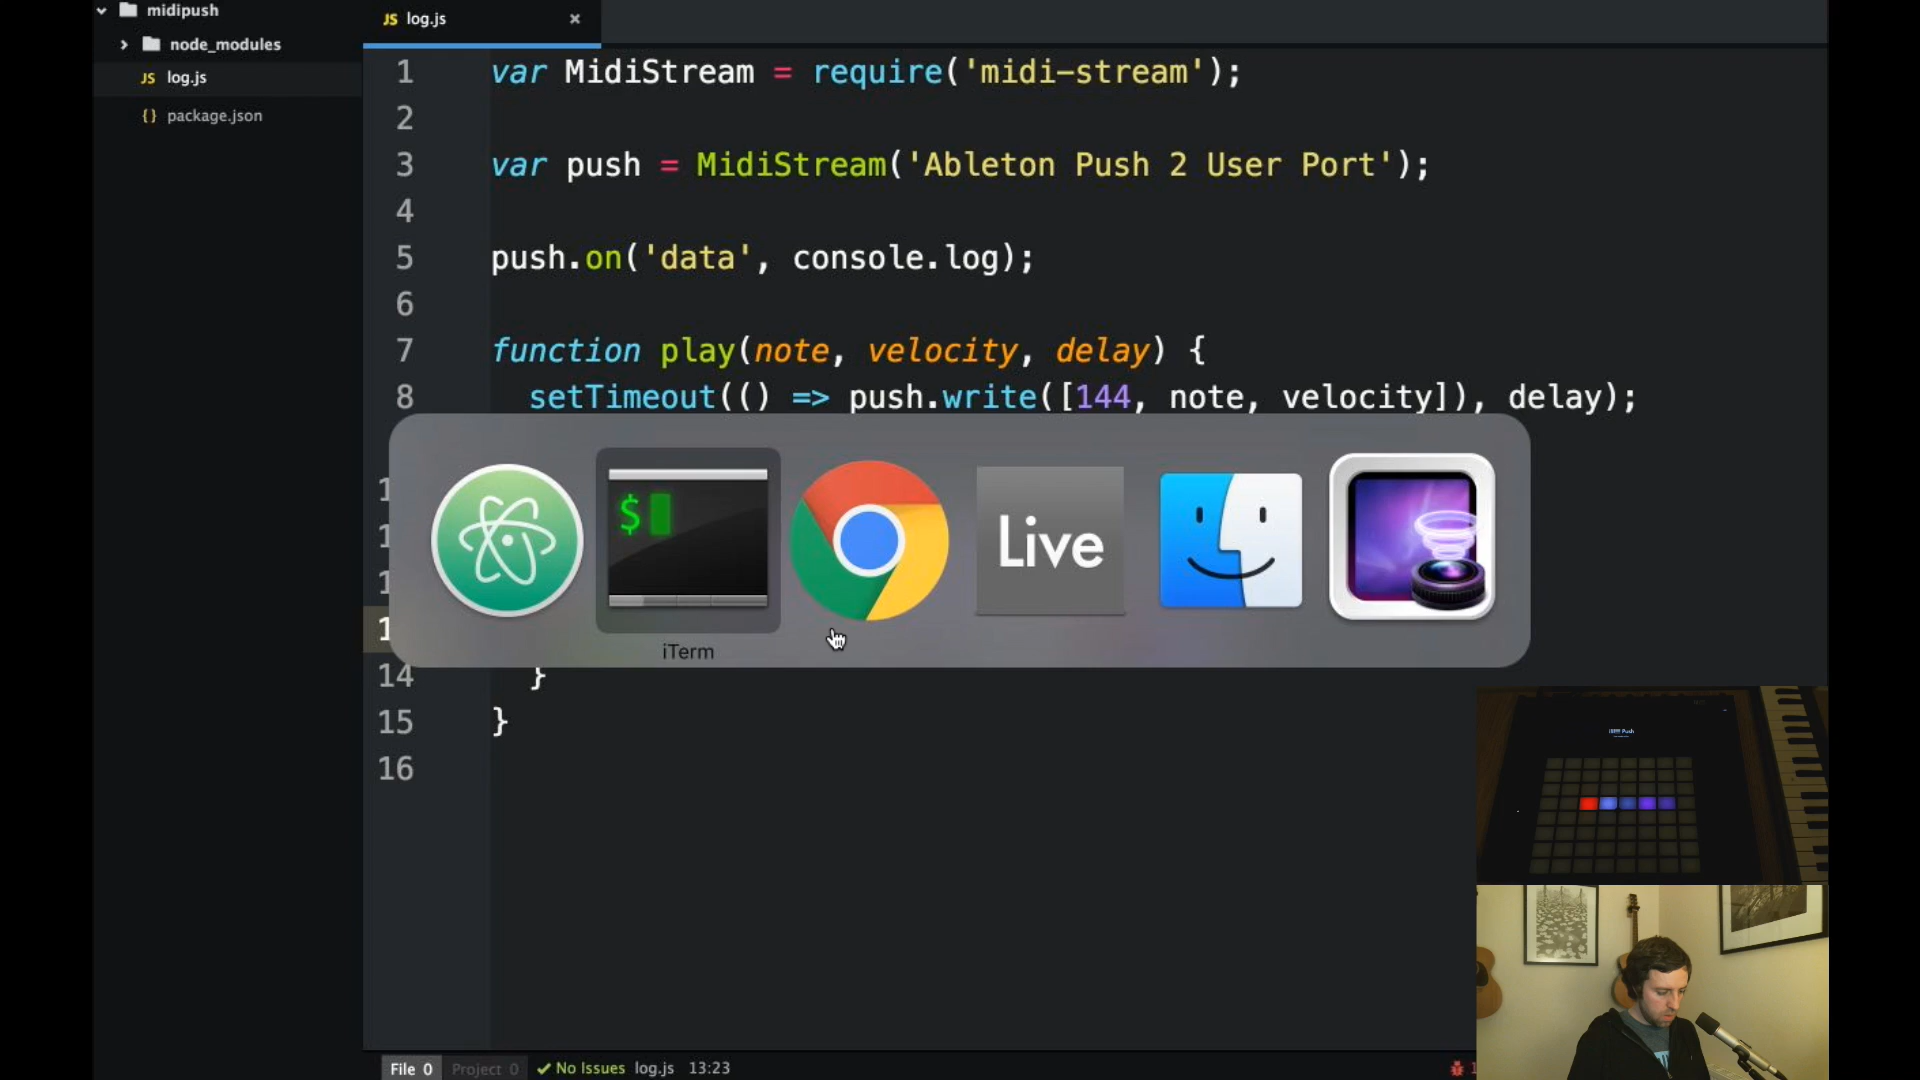 midipush
node_modules
JS log.js
{} package.json
JS log.js ×
1 var MidiStream = require('midi-stream');
2
3 var push = MidiStream('Ableton Push 2 User Port');
4
5 push.on('data', console.log);
6
7 function play(note, velocity, delay) {
8 setTimeout(() => push.write([144, note, velocity]), delay);
$
Live
iTerm
14 }
15 }
16
File 0 Project 0 No Issues log.js 13:23